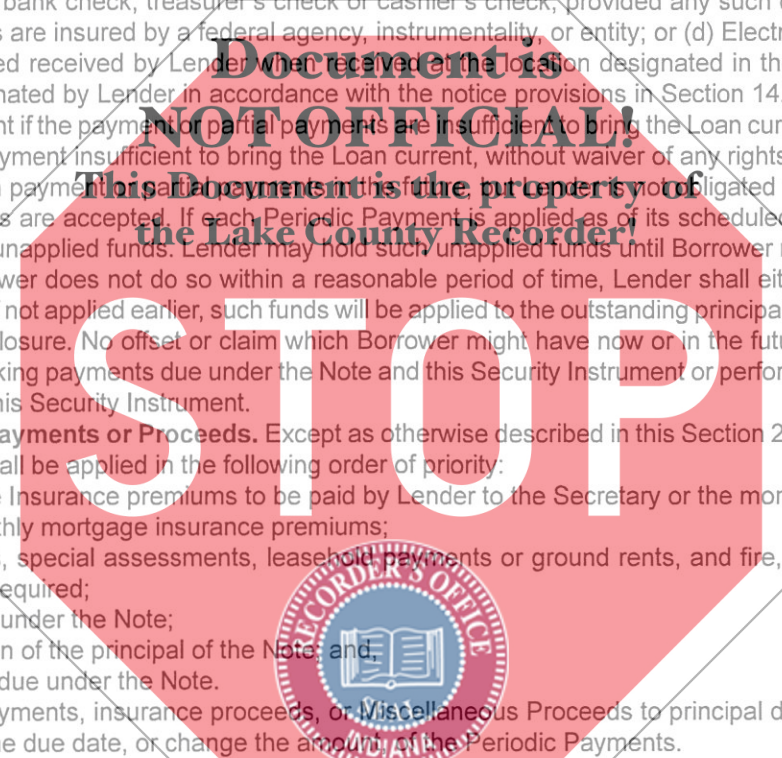 bank check, treasurer's check or cashier's check, provided any such
s are insured by a federal agency, instrumentality, or entity; or (d) Electr
ed received by Lender when received at the location designated in th
nated by Lender in accordance with the notice provisions in Section 14.
nt if the payment or partial payments are insufficient to bring the Loan cur
yment insufficient to bring the Loan current, without waiver of any rights
payment or partial payments in the future, but Lender is not obligated
s are accepted. If each Periodic Payment is applied as of its schedule
unapplied funds. Lender may hold such unapplied funds until Borrower
wer does not do so within a reasonable period of time, Lender shall eit
f not applied earlier, such funds will be applied to the outstanding principa
losure. No offset or claim which Borrower might have now or in the futu
king payments due under the Note and this Security Instrument or perfor
his Security Instrument.
ayments or Proceeds. Except as otherwise described in this Section 2
all be applied in the following order of priority:
e Insurance premiums to be paid by Lender to the Secretary or the mor
thly mortgage insurance premiums;
s, special assessments, leasehold payments or ground rents, and fire,
equired;
under the Note;
n of the principal of the Note; and,
due under the Note.
yments, insurance proceeds, or Miscellaneous Proceeds to principal d
e due date, or change the amount, of the Periodic Payments.
Document is
NOT OFFICIAL!
This Document is the property of
the Lake County Recorder!
STOP
RECORDER'S OFFICE
Seal
INDIANA